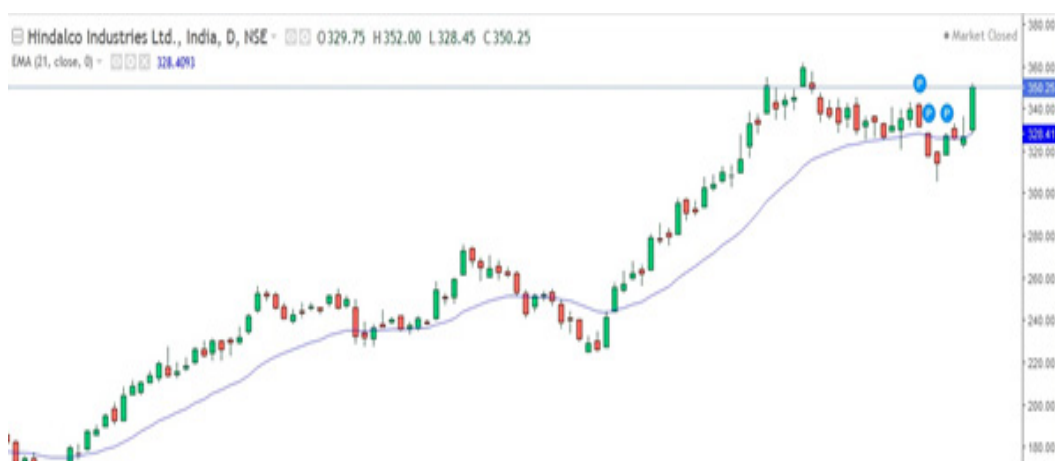 Hindalco Industries Ltd., India, D, NSE O329.75 H352.00 L328.45 C350.25
EMA (21, close, 0) 328.4093
Market Closed
380.00
360.00
350.25
340.00
328.41
320.00
300.00
280.00
260.00
240.00
220.00
200.00
180.00
P
P
P